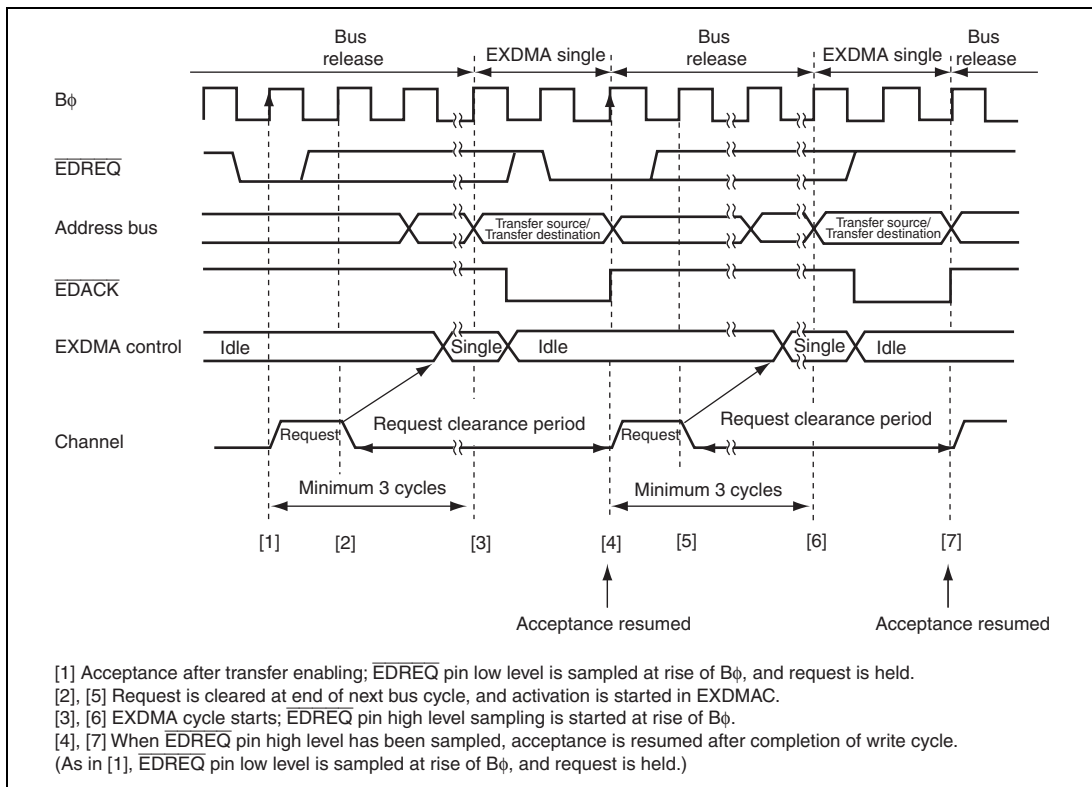 Bus release
EXDMA single
Bus release
EXDMA single
Bus release
Bϕ
EDREQ
Address bus
Transfer source/
Transfer destination
Transfer source/
Transfer destination
EDACK
EXDMA control
Idle
Single
Idle
Single
Idle
Channel
Request
Request clearance period
Request
Request clearance period
Minimum 3 cycles
Minimum 3 cycles
[1]
[2]
[3]
[4]
[5]
[6]
[7]
Acceptance resumed
Acceptance resumed
[1] Acceptance after transfer enabling; EDREQ pin low level is sampled at rise of Bϕ, and request is held.
[2], [5] Request is cleared at end of next bus cycle, and activation is started in EXDMAC.
[3], [6] EXDMA cycle starts; EDREQ pin high level sampling is started at rise of Bϕ.
[4], [7] When EDREQ pin high level has been sampled, acceptance is resumed after completion of write cycle.
(As in [1], EDREQ pin low level is sampled at rise of Bϕ, and request is held.)